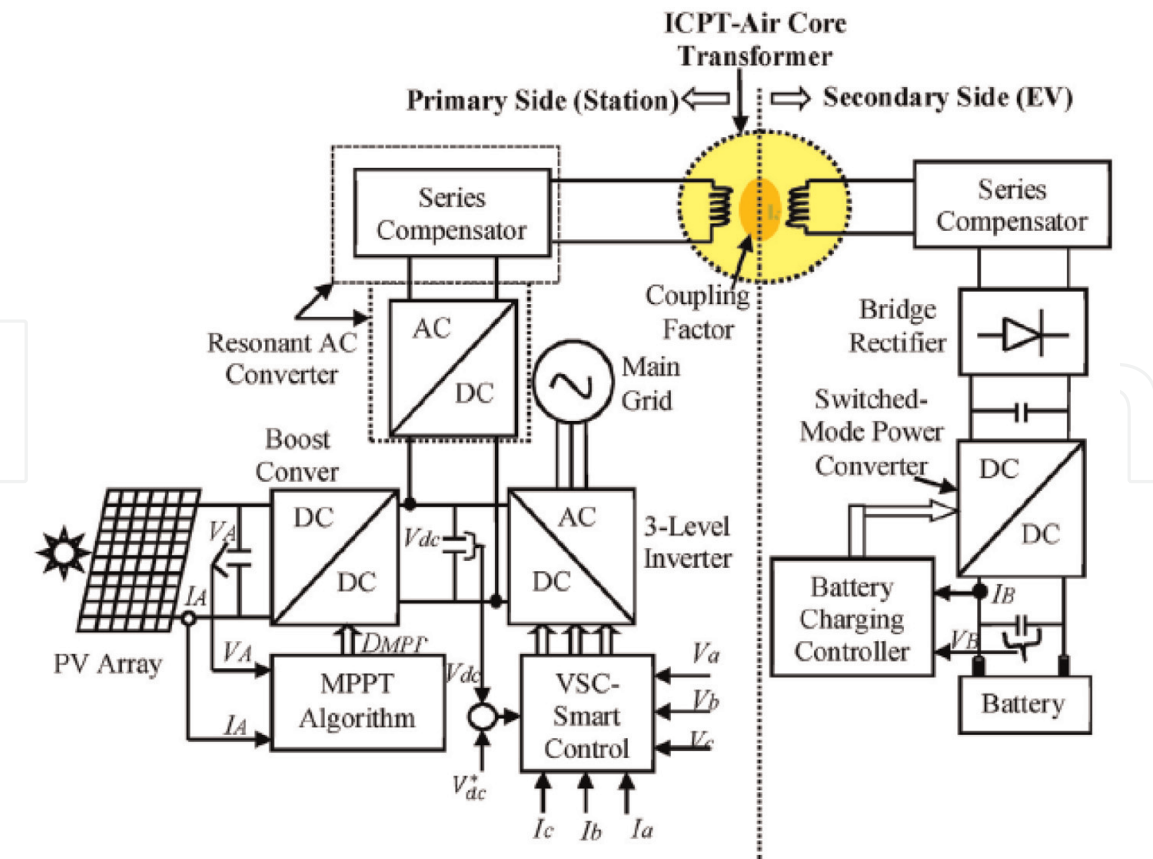 ICPT-Air Core
Transformer
Primary Side (Station)
Secondary Side (EV)
Series
Compensator
Series
Compensator
Coupling
Factor
Bridge
Rectifier
Resonant AC
Converter
AC
DC
Main
Grid
Switched-
Mode Power
Converter
Boost
Conver
DC
DC
VA
Vdc
AC
DC
3-Level
Inverter
DC
DC
IA
PV Array
VA
IA
DMPT
MPPT
Algorithm
Vdc
V*dc
VSC-
Smart
Control
Va
Vb
Vc
Ic
Ib
Ia
Battery
Charging
Controller
IB
VB
Battery